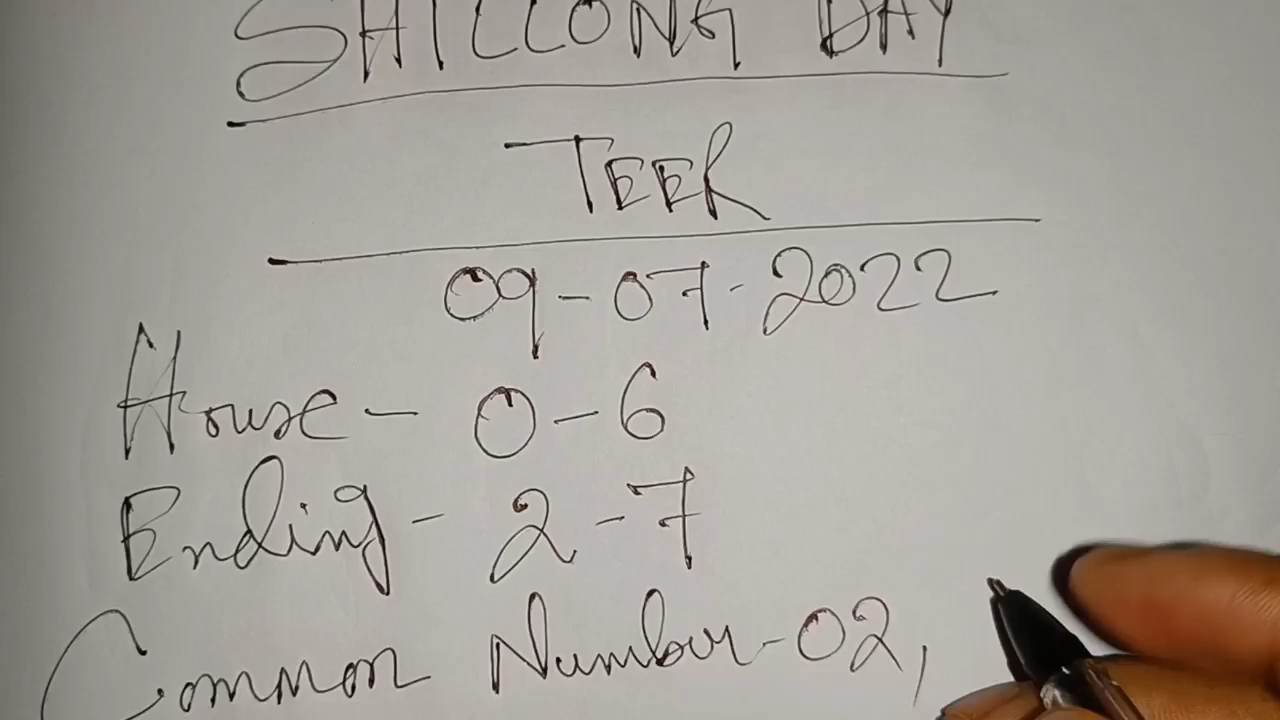 SHILLONG DAY
TEER
09-07-2022
House - 0-6
Ending - 2-7
Common Number - 02,